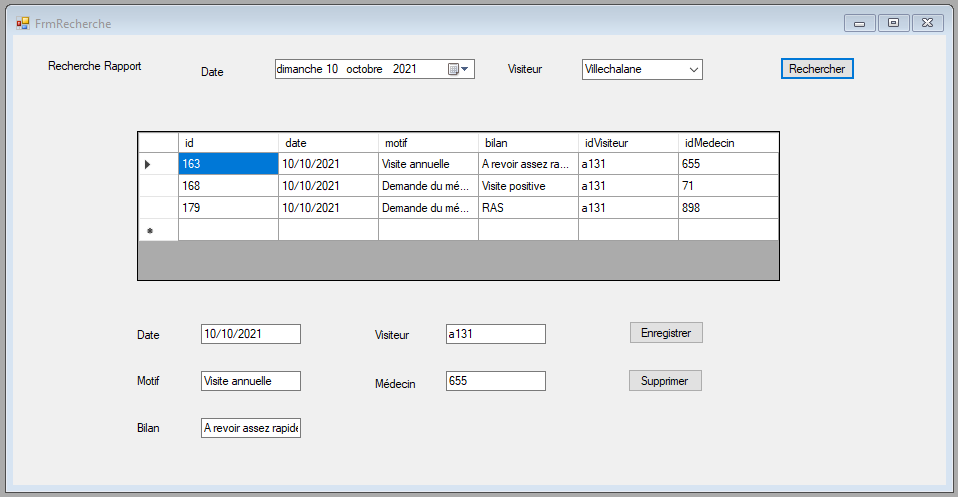 FrmRecherche
Recherche Rapport Date dimanche 10 octobre 2021 Visiteur Villechalane Rechercher
id date motif bilan idVisiteur idMedecin
163 10/10/2021 Visite annuelle A revoir assez ra... a131 655
168 10/10/2021 Demande du mé... Visite positive a131 71
179 10/10/2021 Demande du mé... RAS a131 898
Date 10/10/2021 Visiteur a131 Enregistrer
Motif Visite annuelle Médecin 655 Supprimer
Bilan A revoir assez rapide